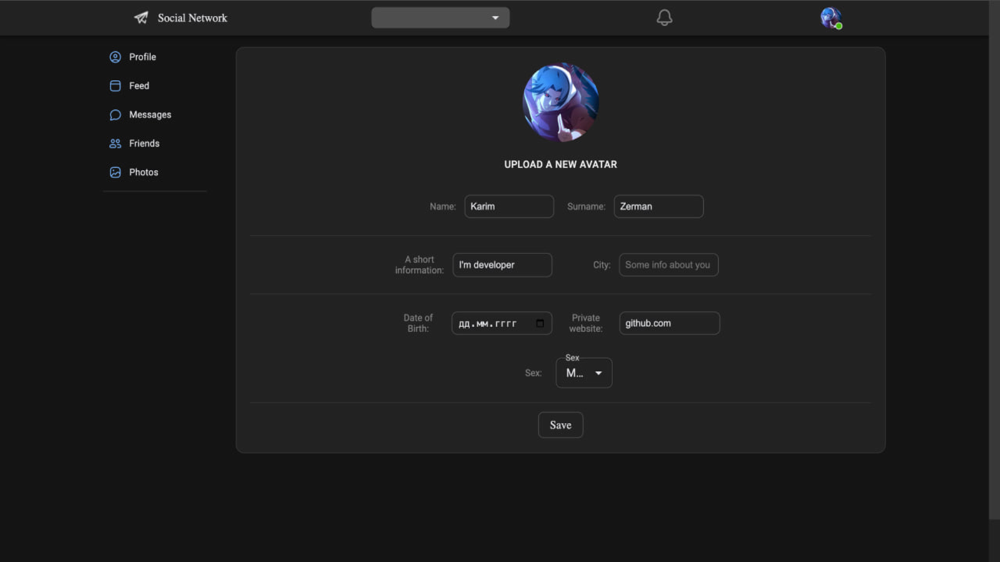 Social Network
Profile
Feed
Messages
Friends
Photos
UPLOAD A NEW AVATAR
Name: Karim Surname: Zerman
A short
information: I'm developer City: Some info about you
Date of
Birth: дд.мм.гггг Private
website: github.com
Sex
Sex: M...
Save